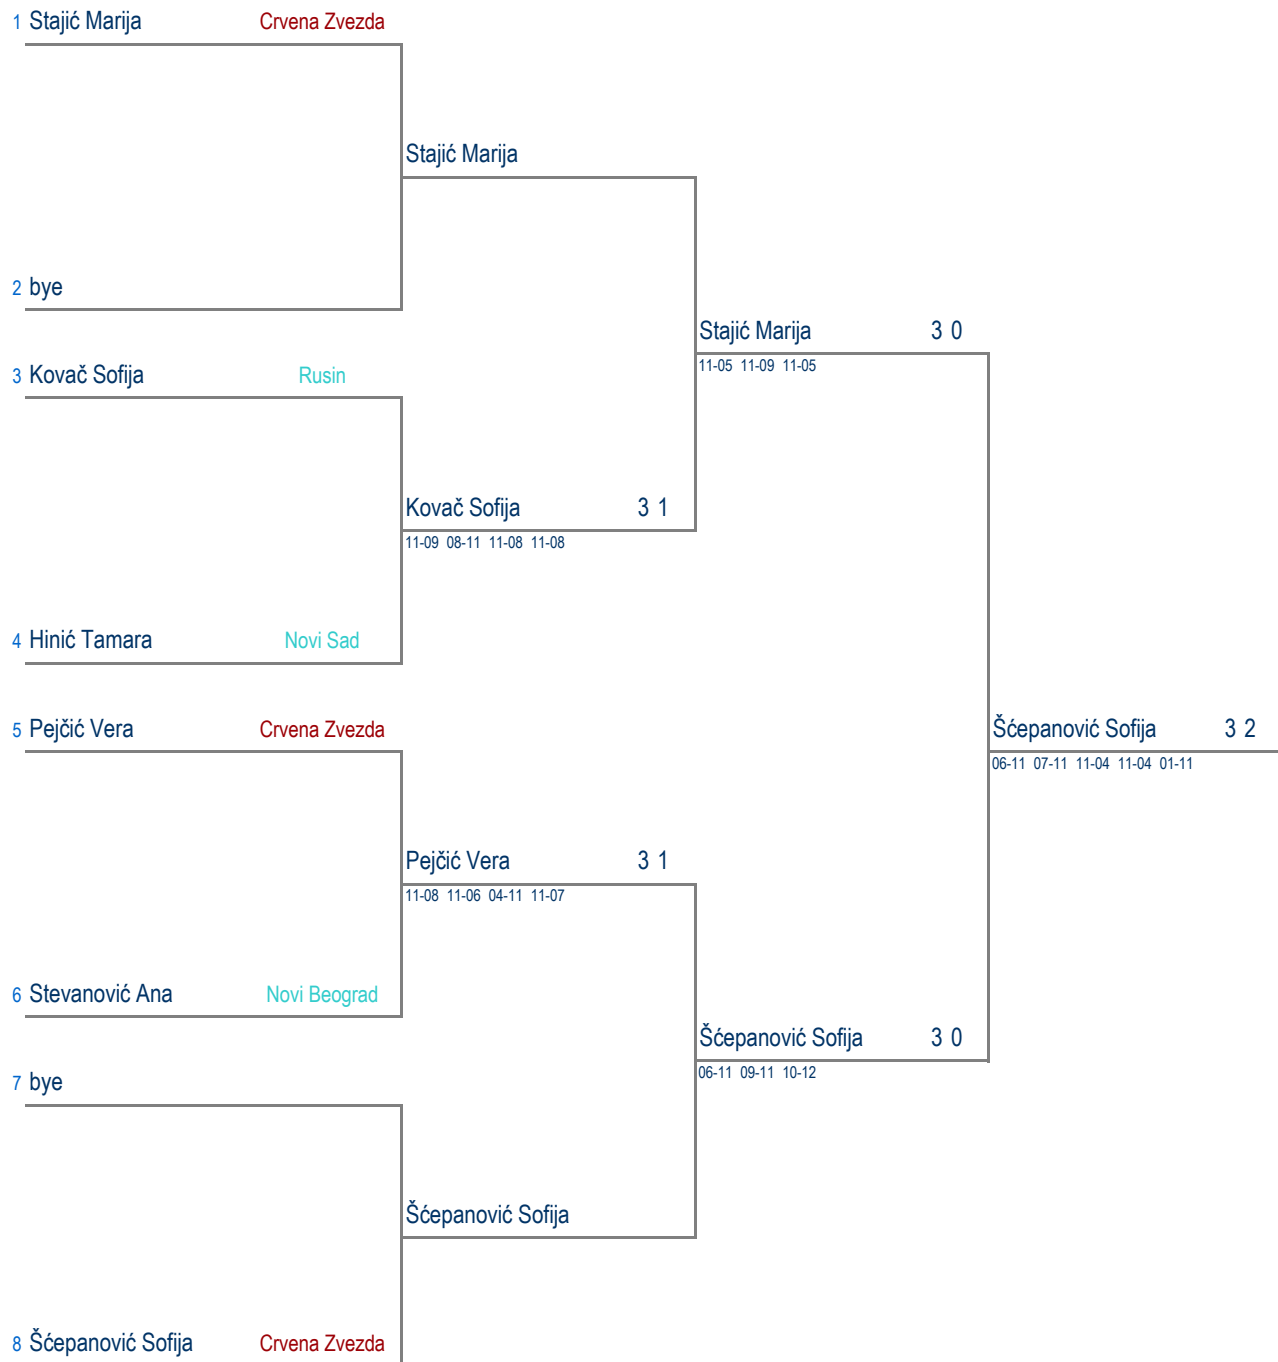 1 Stajić Marija Crvena Zvezda
Stajić Marija
2 bye
Stajić Marija 3 0
11-05 11-09 11-05
3 Kovač Sofija Rusin
Kovač Sofija 3 1
11-09 08-11 11-08 11-08
4 Hinić Tamara Novi Sad
5 Pejčić Vera Crvena Zvezda
Šćepanović Sofija 3 2
06-11 07-11 11-04 11-04 01-11
Pejčić Vera 3 1
11-08 11-06 04-11 11-07
6 Stevanović Ana Novi Beograd
Šćepanović Sofija 3 0
06-11 09-11 10-12
7 bye
Šćepanović Sofija
8 Šćepanović Sofija Crvena Zvezda